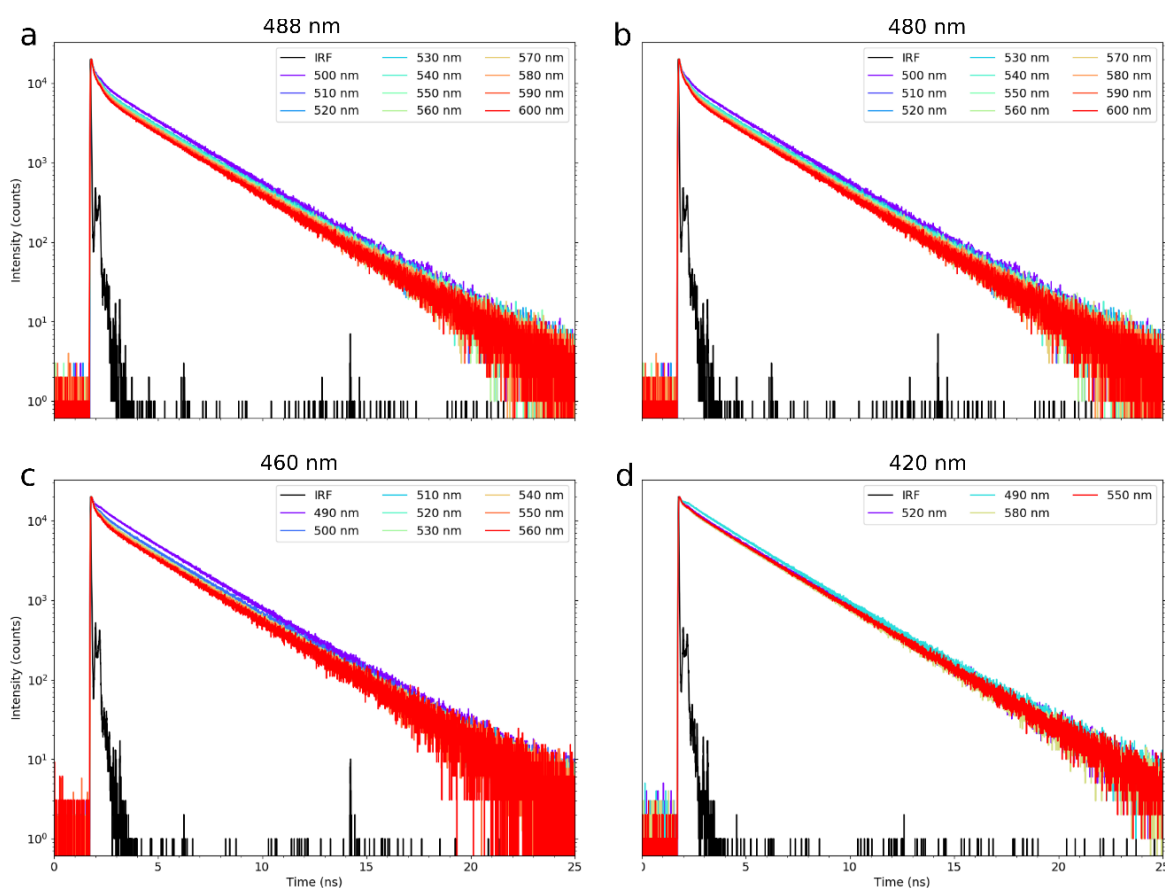 a
488 nm
IRF
500 nm
510 nm
520 nm
530 nm
540 nm
550 nm
560 nm
570 nm
580 nm
590 nm
600 nm
10⁴
10³
10²
10¹
10⁰
Intensity (counts)
b
480 nm
IRF
500 nm
510 nm
520 nm
530 nm
540 nm
550 nm
560 nm
570 nm
580 nm
590 nm
600 nm
c
460 nm
IRF
490 nm
500 nm
510 nm
520 nm
530 nm
540 nm
550 nm
560 nm
10⁴
10³
10²
10¹
10⁰
Intensity (counts)
0 5 10 15 20 25
Time (ns)
d
420 nm
IRF
520 nm
490 nm
580 nm
550 nm
0 5 10 15 20 25
Time (ns)